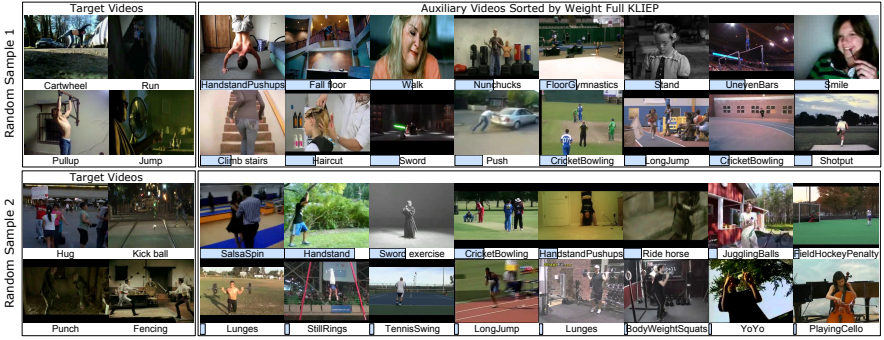 Target Videos
Auxiliary Videos Sorted by Weight Full KLIEP
Random Sample 1
Cartwheel Run HandstandPushups Fall floor Walk Nunchucks FloorGymnastics Stand UnevenBars Smile
Pullup Jump Climb stairs Haircut Sword Push CricketBowling LongJump CricketBowling Shotput
Random Sample 2
Target Videos
Hug Kick ball SalsaSpin Handstand Sword exercise CricketBowling HandstandPushups Ride horse JugglingBalls FieldHockeyPenalty
Punch Fencing Lunges StillRings TennisSwing LongJump Lunges BodyWeightSquats YoYo PlayingCello